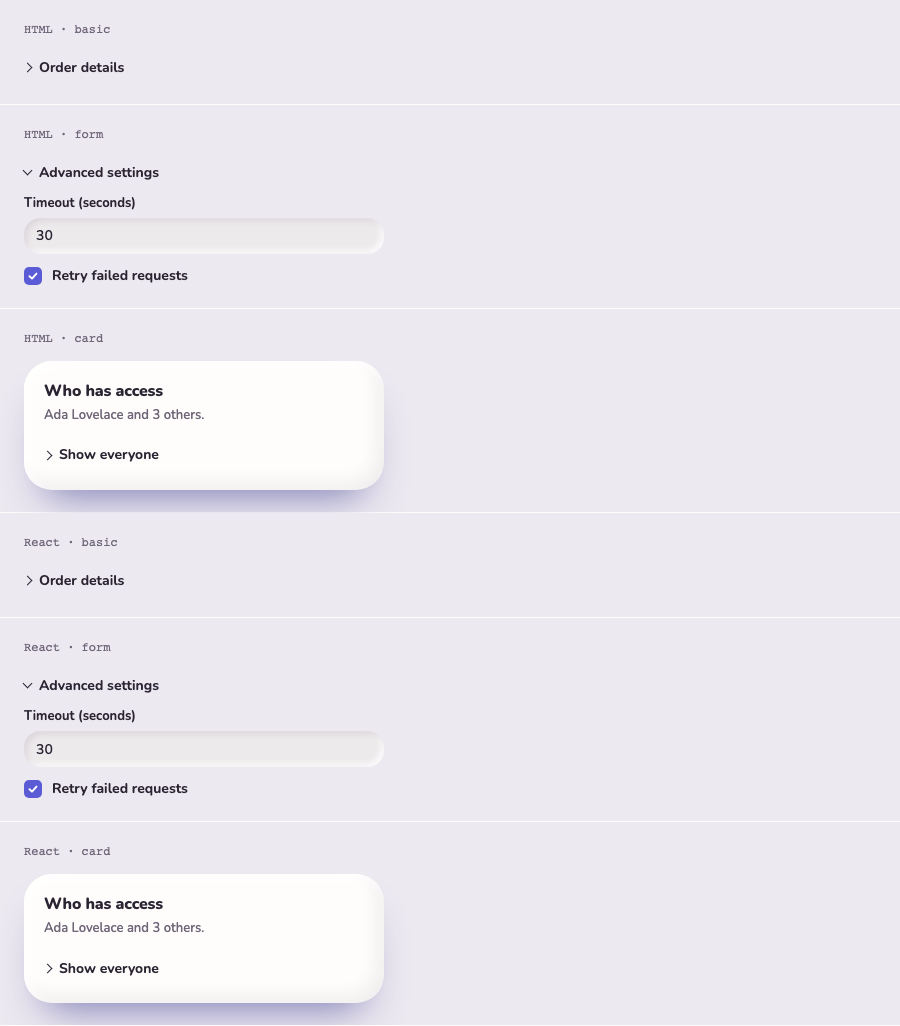 HTML · basic
Order details
HTML · form
Advanced settings
Timeout (seconds)
30
Retry failed requests
HTML · card
Who has access
Ada Lovelace and 3 others.
Show everyone
React · basic
Order details
React · form
Advanced settings
Timeout (seconds)
30
Retry failed requests
React · card
Who has access
Ada Lovelace and 3 others.
Show everyone